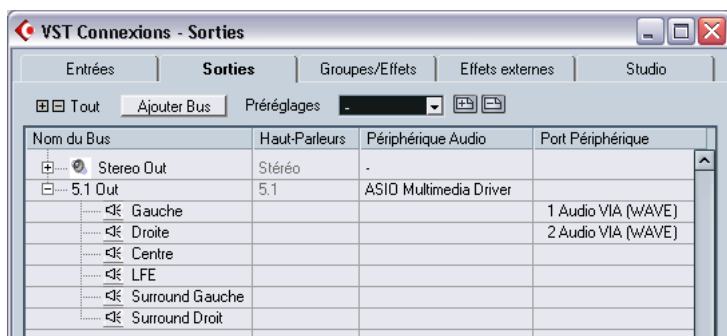 VST Connexions - Sorties
Entrées Sorties Groupes/Effets Effets externes Studio
Tout Ajouter Bus Préréglages -
Nom du Bus Haut-Parleurs Périphérique Audio Port Périphérique
Stereo Out Stéréo -
5.1 Out 5.1 ASIO Multimedia Driver
Gauche 1 Audio VIA (WAVE)
Droite 2 Audio VIA (WAVE)
Centre
LFE
Surround Gauche
Surround Droit